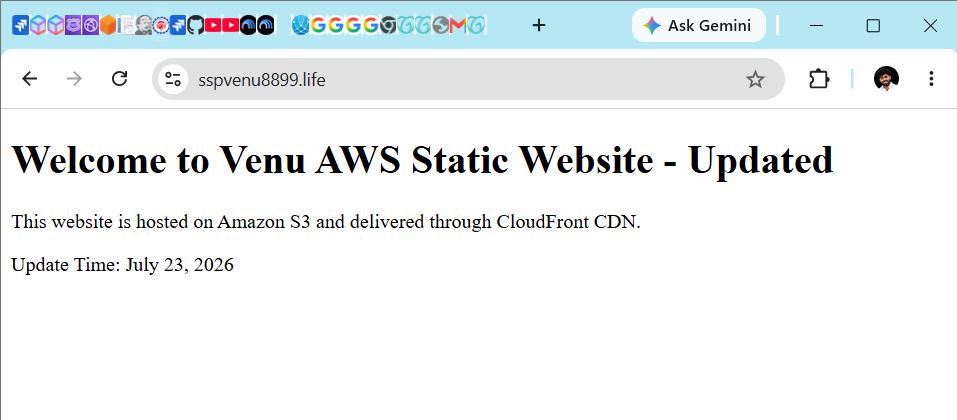 Ask Gemini
sspvenu8899.life
Welcome to Venu AWS Static Website - Updated
This website is hosted on Amazon S3 and delivered through CloudFront CDN.
Update Time: July 23, 2026